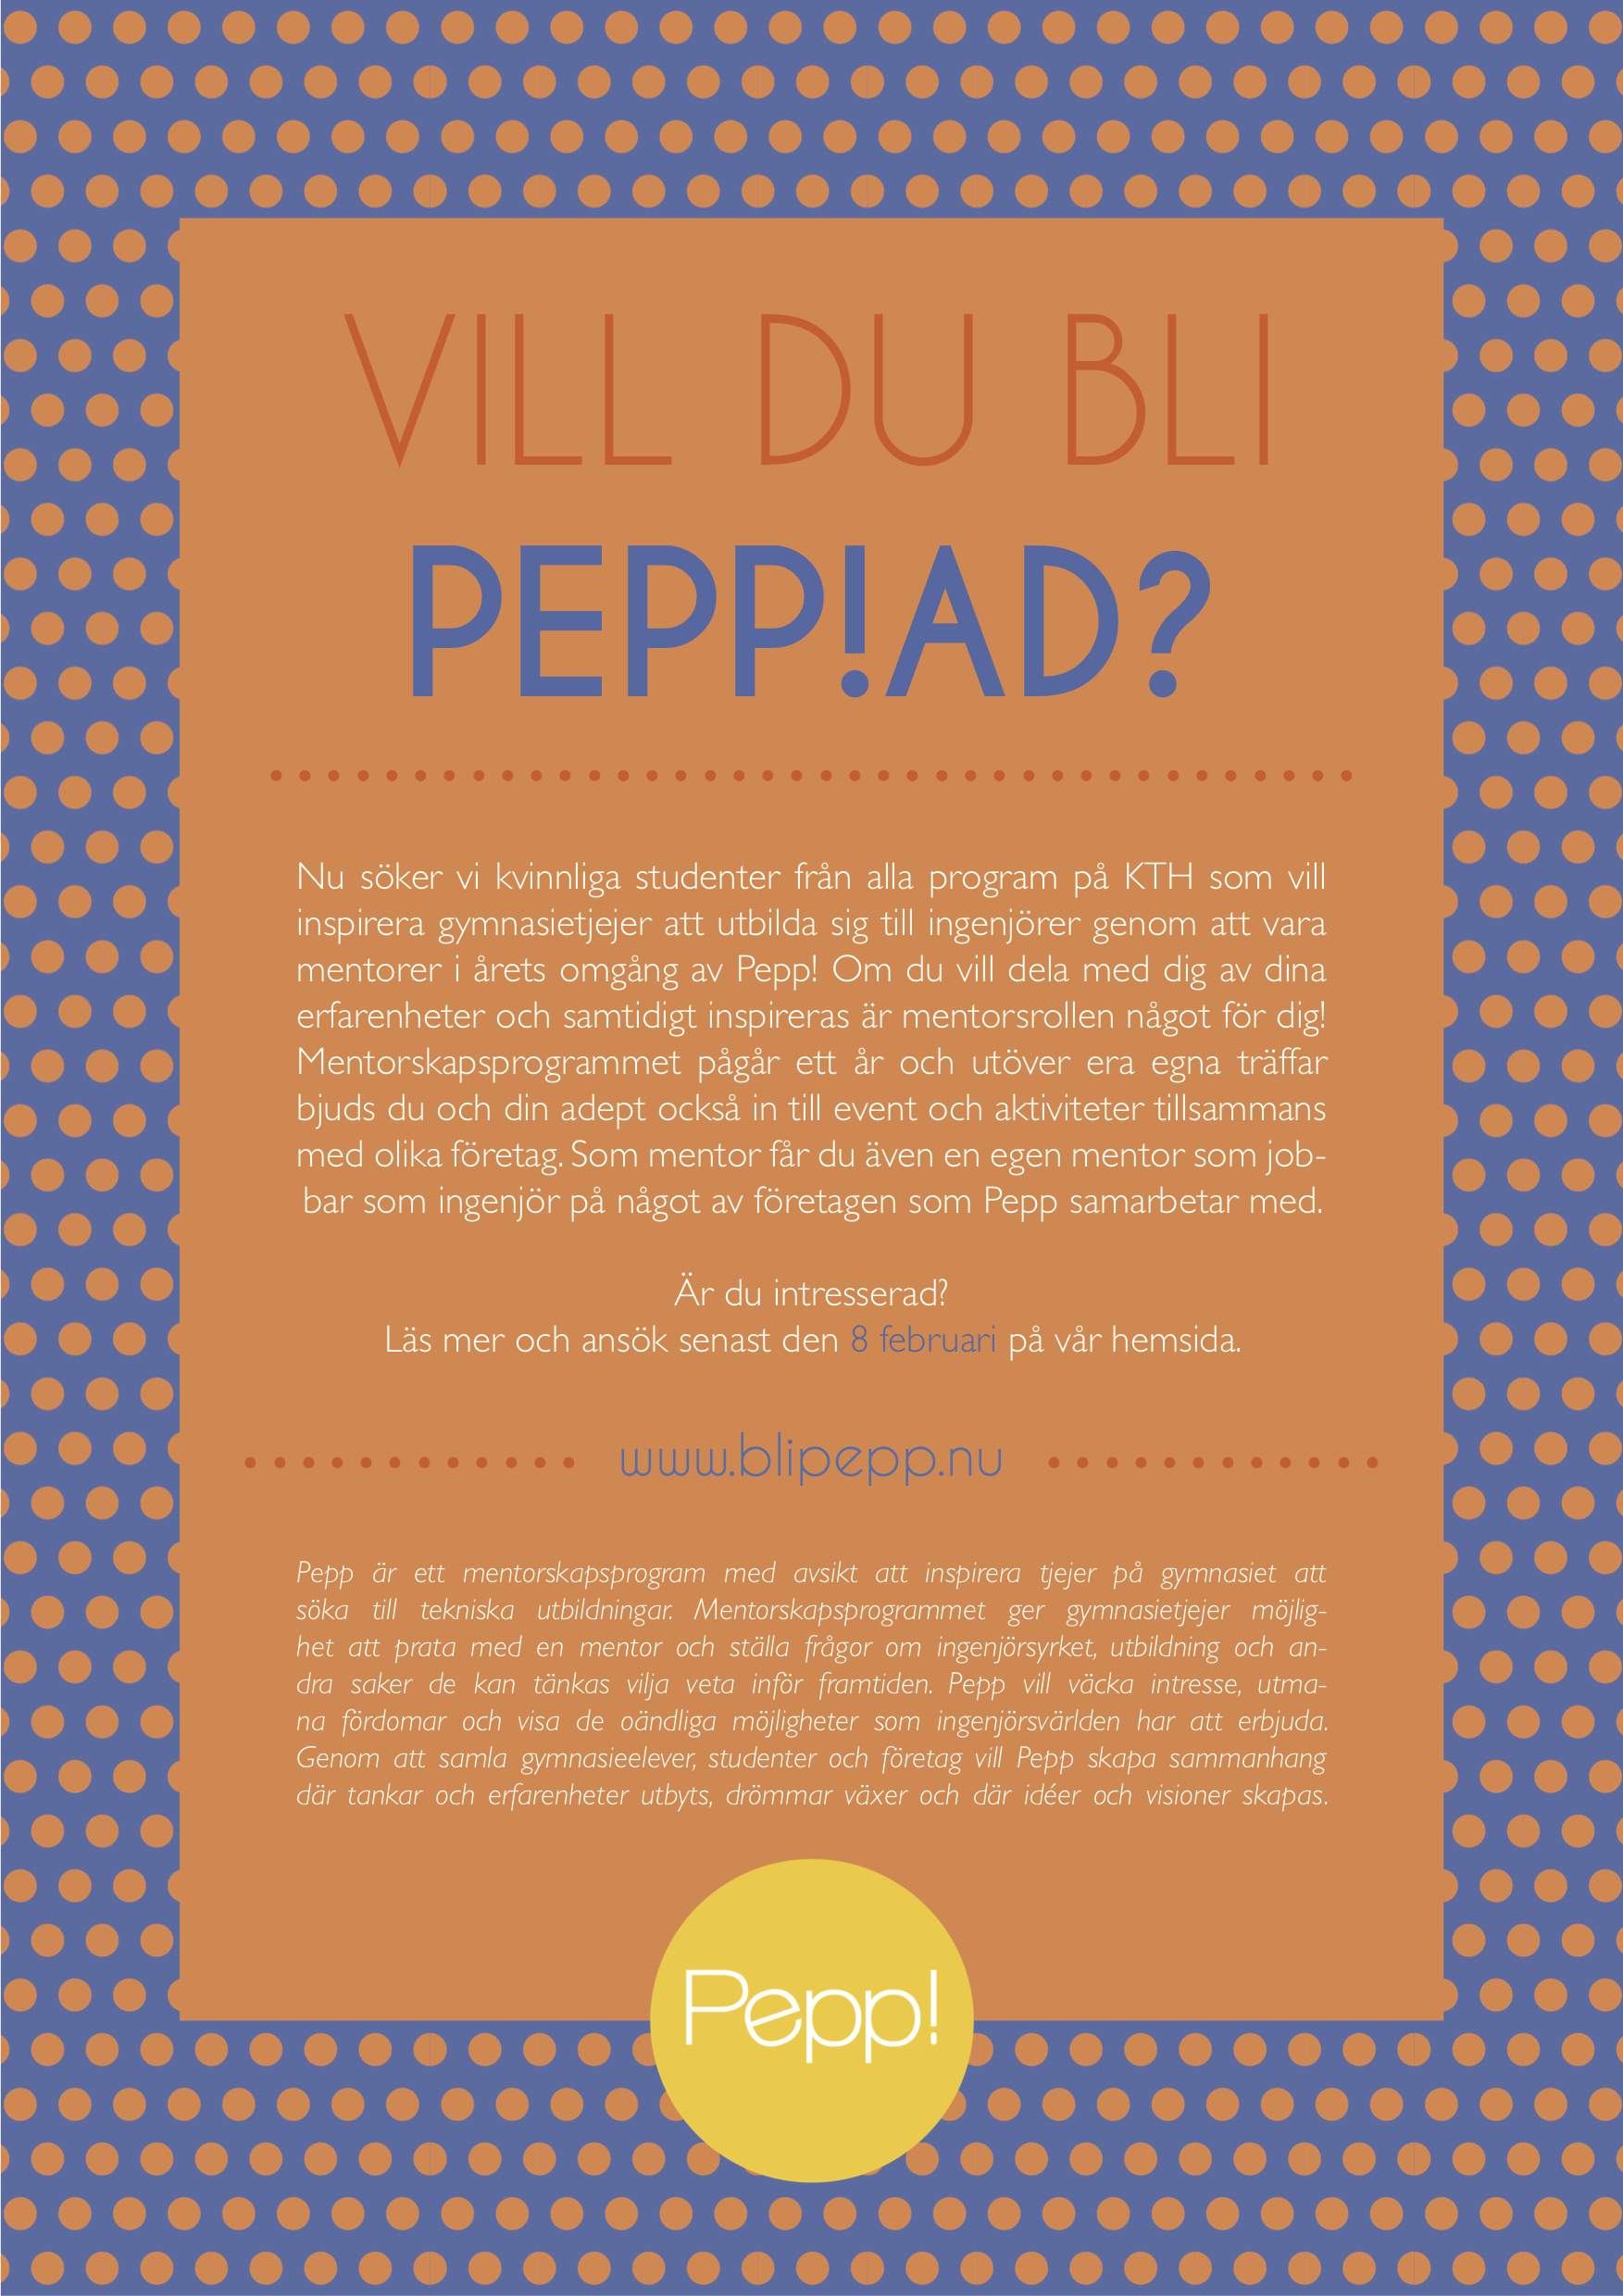 VILL DU BLI
PEPP!AD?
Nu söker vi kvinnliga studenter från alla program på KTH som vill
inspirera gymnasietjejer att utbilda sig till ingenjörer genom att vara
mentorer i årets omgång av Pepp! Om du vill dela med dig av dina
erfarenheter och samtidigt inspireras är mentorsrollen något för dig!
Mentorskapsprogrammet pågår ett år och utöver era egna träffar
bjuds du och din adept också in till event och aktiviteter tillsammans
med olika företag. Som mentor får du även en egen mentor som job-
bar som ingenjör på något av företagen som Pepp samarbetar med.
Är du intresserad?
Läs mer och ansök senast den 8 februari på vår hemsida.
www.blipepp.nu
Pepp är ett mentorskapsprogram med avsikt att inspirera tjejer på gymnasiet att
söka till tekniska utbildningar. Mentorskapsprogrammet ger gymnasietjejer möjlig-
het att prata med en mentor och ställa frågor om ingenjörsyrket, utbildning och an-
dra saker de kan tänkas vilja veta inför framtiden. Pepp vill väcka intresse, utma-
na fördomar och visa de oändliga möjligheter som ingenjörsvärlden har att erbjuda.
Genom att samla gymnasieelever, studenter och företag vill Pepp skapa sammanhang
där tankar och erfarenheter utbyts, drömmar växer och där idéer och visioner skapas.
Pepp!